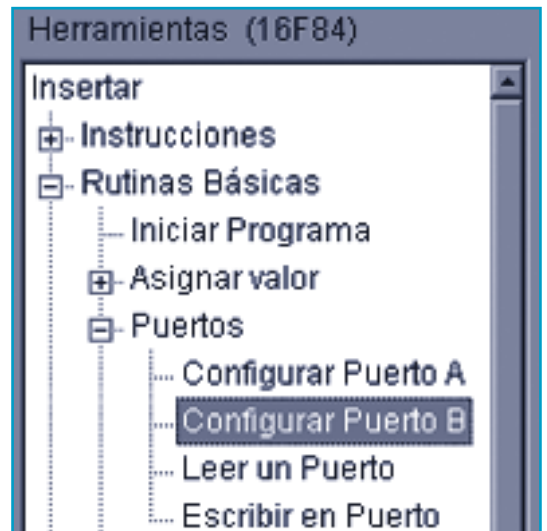 Herramientas (16F84)
Insertar
Instrucciones
Rutinas Básicas
Iniciar Programa
Asignar valor
Puertos
Configurar Puerto A
Configurar Puerto B
Leer un Puerto
Escribir en Puerto